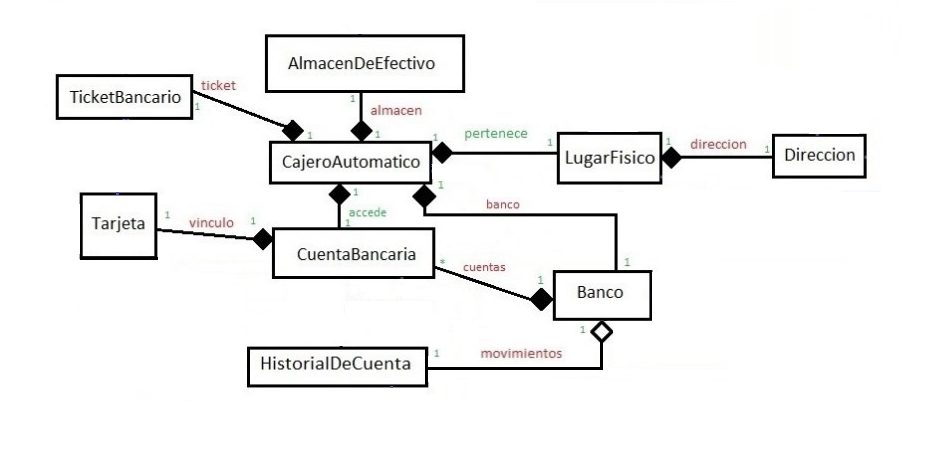 AlmacenDeEfectivo
TicketBancario
ticket
1
1
almacen
1
1
1
pertenece
1
CajeroAutomatico
LugarFisico
1
direccion
1
Direccion
1
accede
1
1
banco
Tarjeta
1
vinculo
1
CuentaBancaria
*
cuentas
1
1
Banco
1
HistorialDeCuenta
1
movimientos